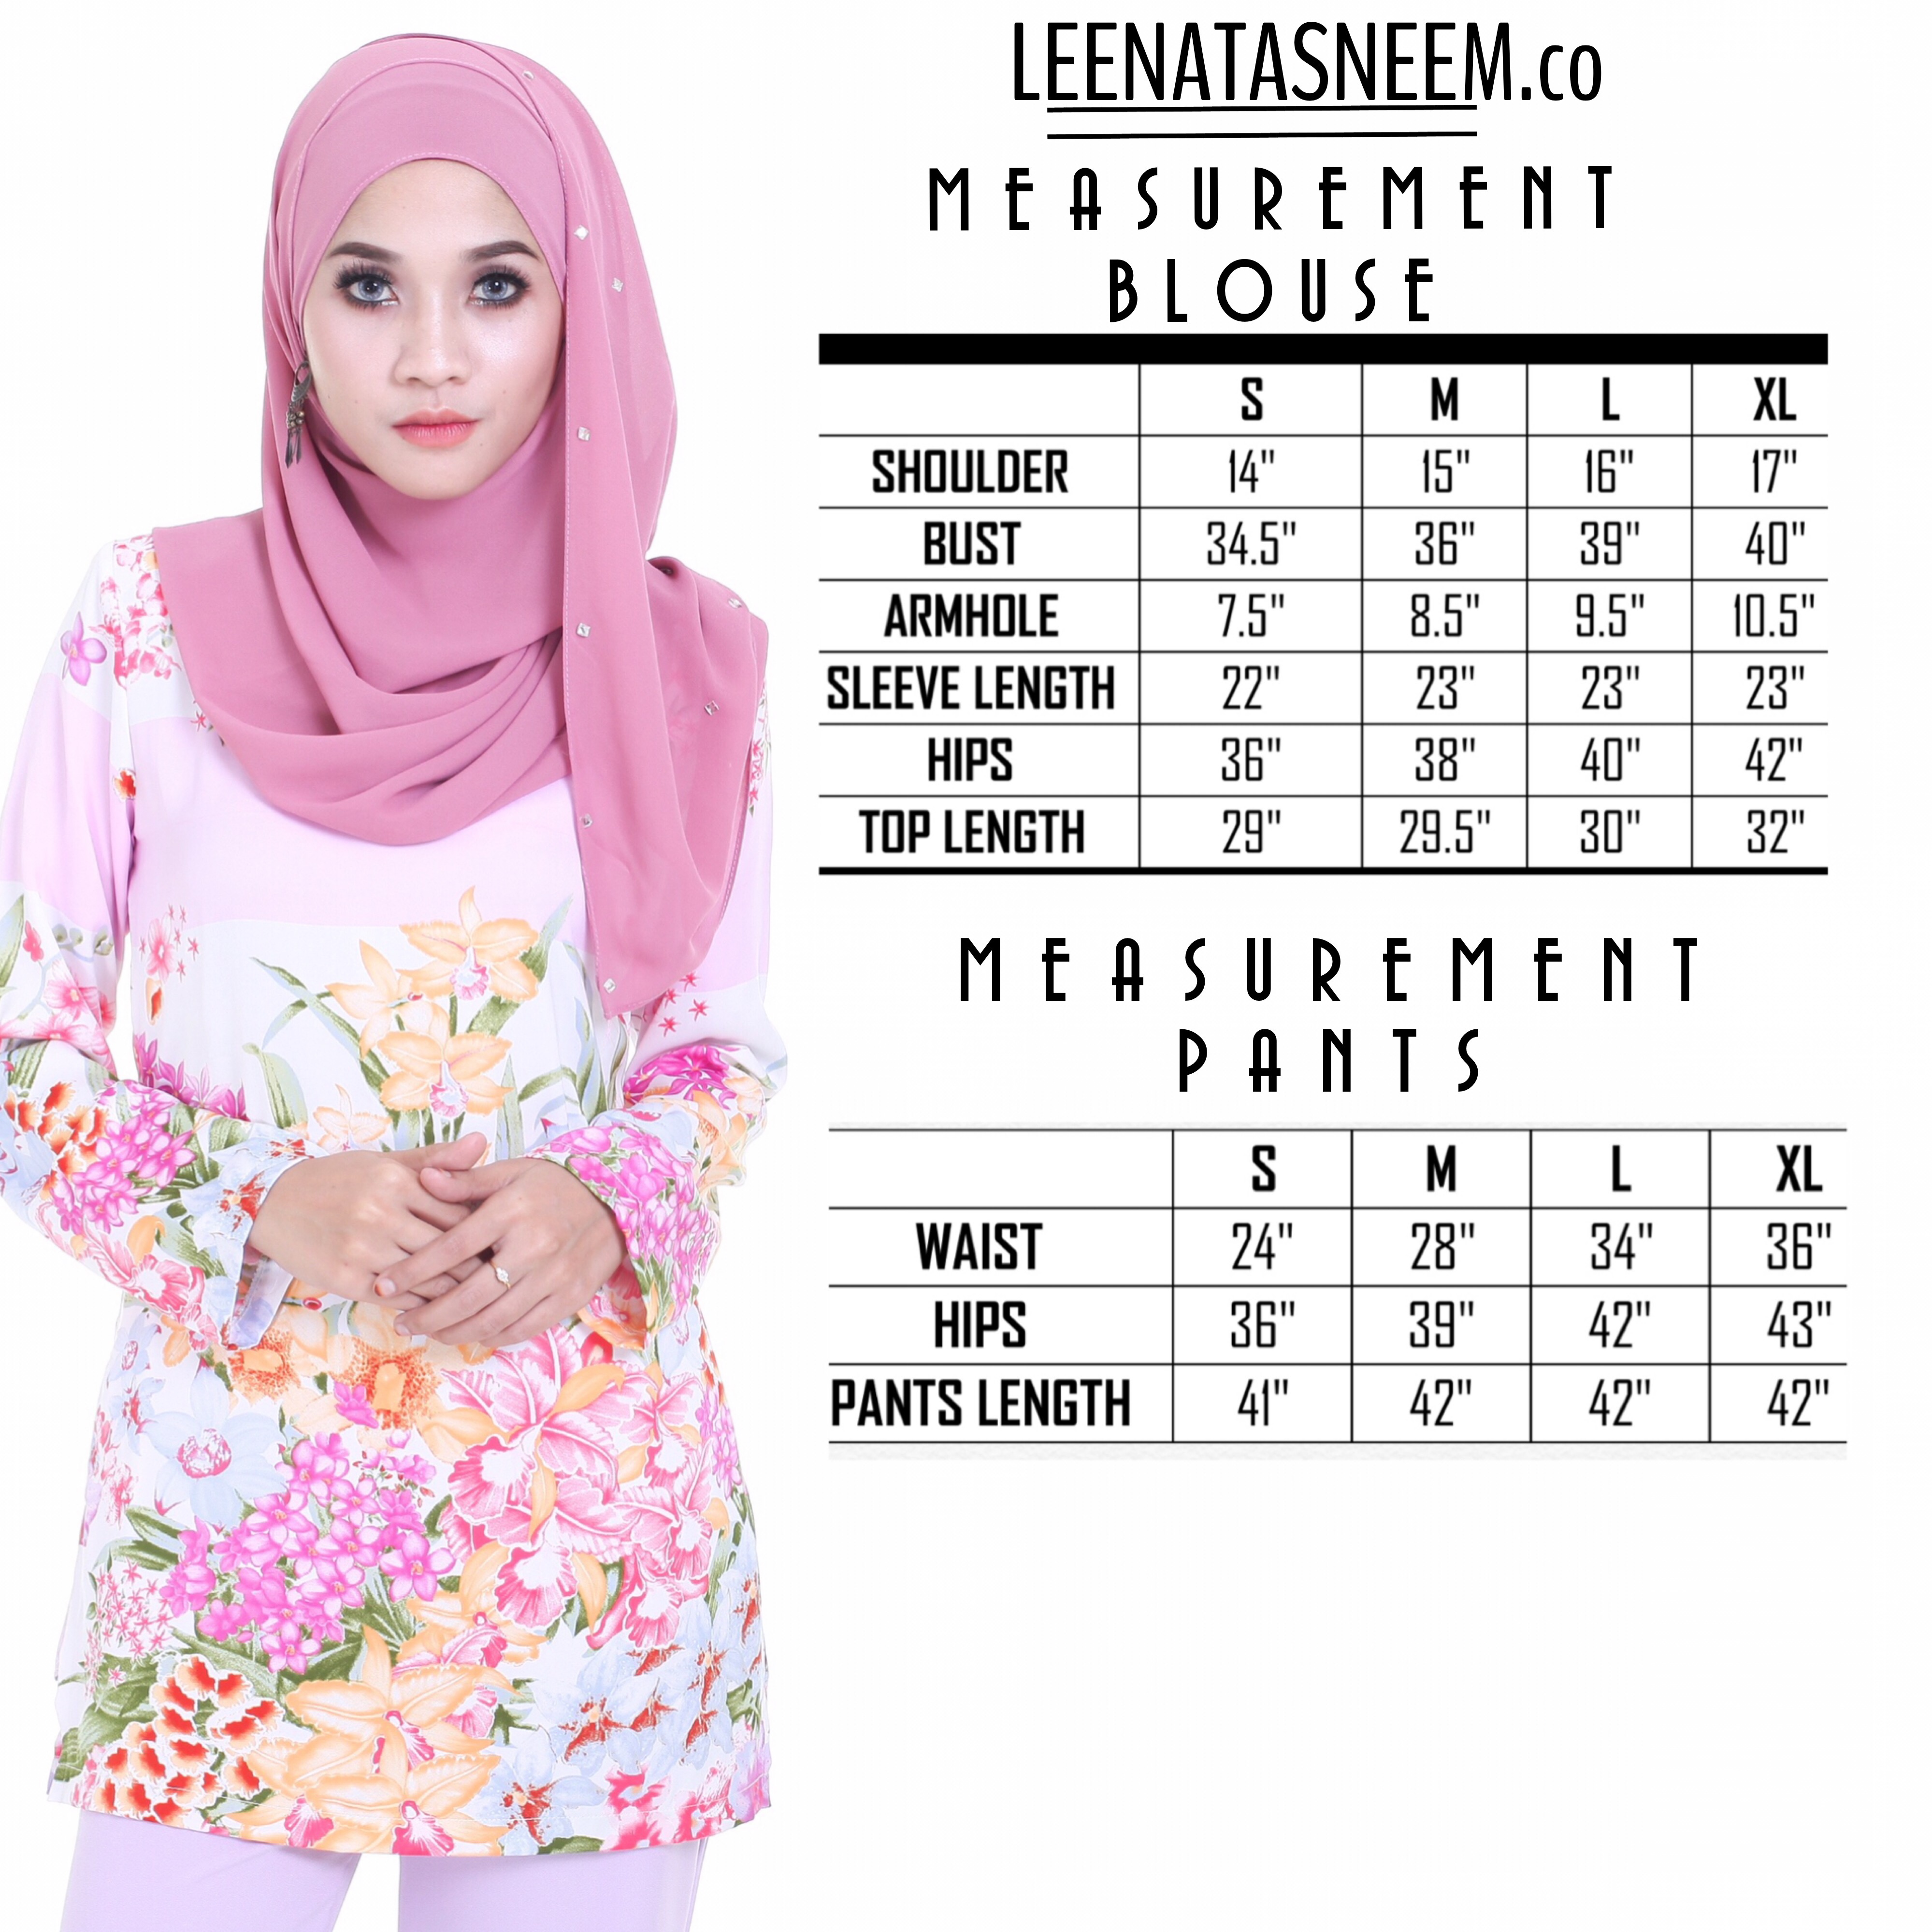 LEENATASNEEM.co
MEASUREMENT
BLOUSE
S M L XL
SHOULDER 14" 15" 16" 17"
BUST 34.5" 36" 39" 40"
ARMHOLE 7.5" 8.5" 9.5" 10.5"
SLEEVE LENGTH 22" 23" 23" 23"
HIPS 36" 38" 40" 42"
TOP LENGTH 29" 29.5" 30" 32"
MEASUREMENT
PANTS
S M L XL
WAIST 24" 28" 34" 36"
HIPS 36" 39" 42" 43"
PANTS LENGTH 41" 42" 42" 42"